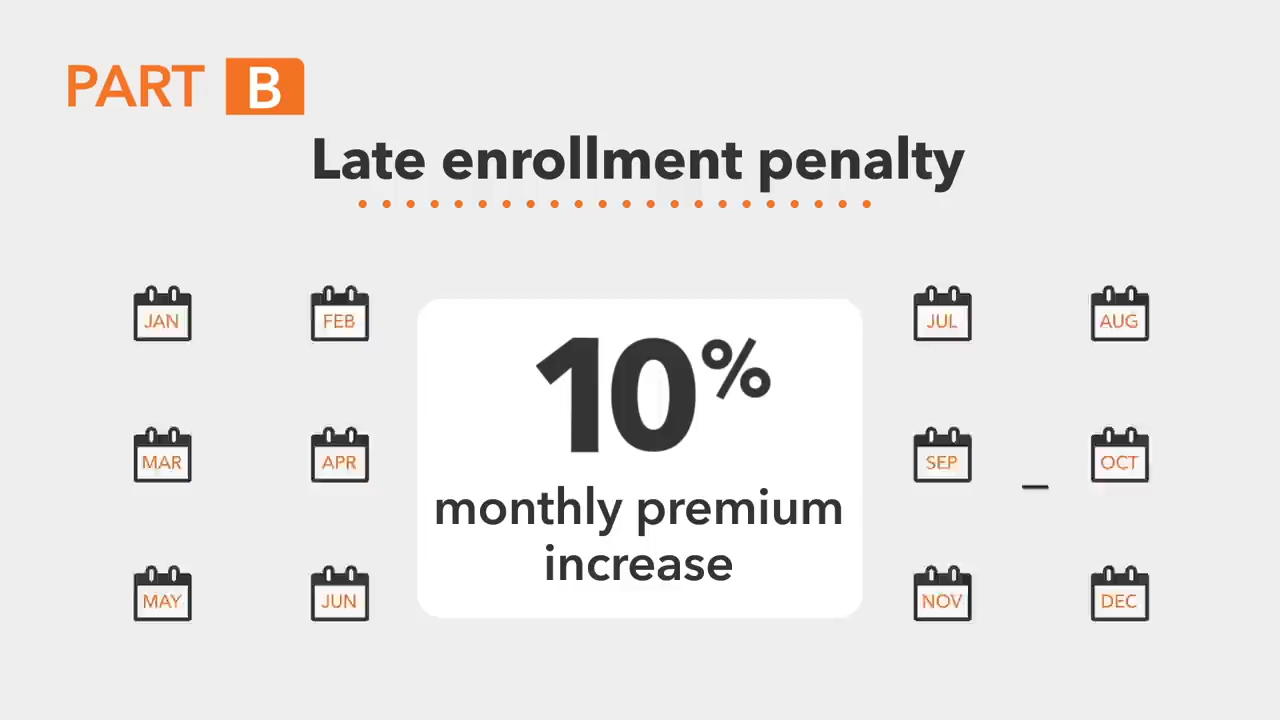 PART B
Late enrollment penalty
JAN FEB JUL AUG
10%
MAR APR SEP OCT
monthly premium
increase
MAY JUN NOV DEC